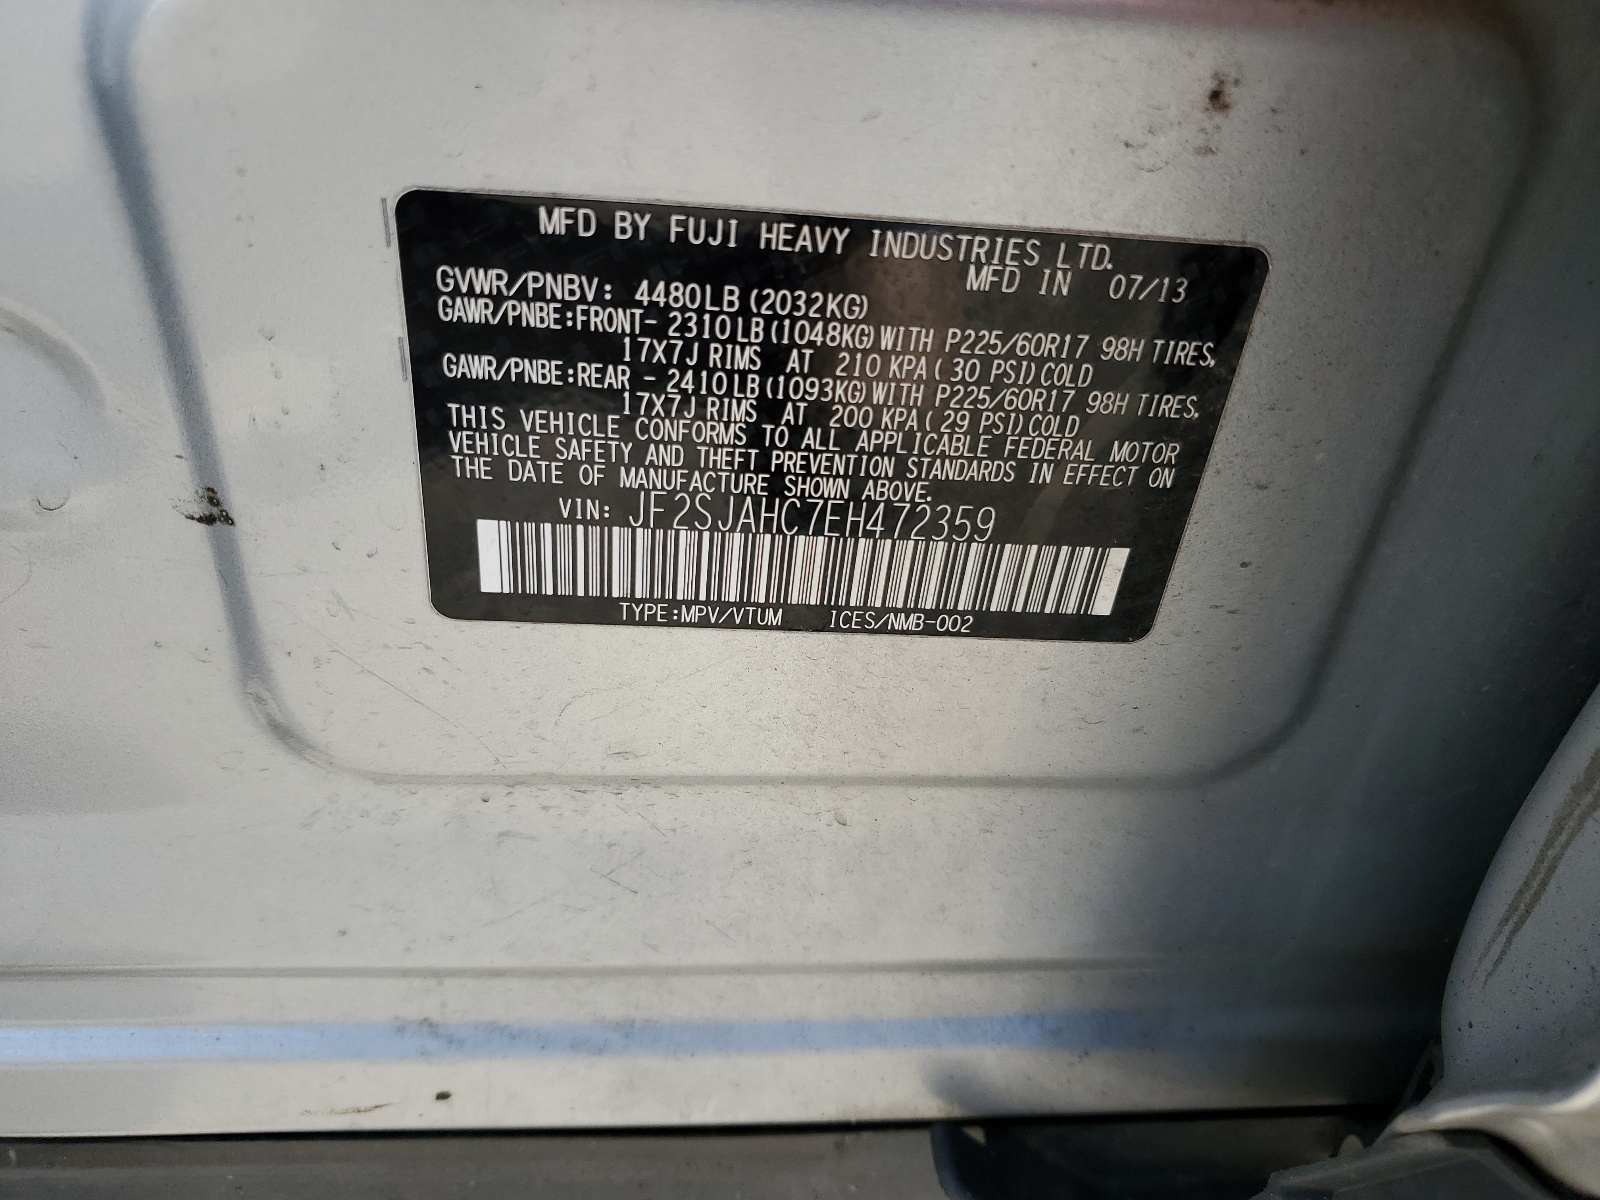 MFD BY FUJI HEAVY INDUSTRIES LTD.
MFD IN 07/13
GVWR/PNBV: 4480LB (2032KG)
GAWR/PNBE:FRONT- 2310LB(1048KG)WITH P225/60R17 98H TIRES,
17X7J RIMS AT 210 KPA( 30 PSI)COLD
GAWR/PNBE:REAR - 2410LB(1093KG)WITH P225/60R17 98H TIRES,
17X7J RIMS AT 200 KPA( 29 PSI)COLD
THIS VEHICLE CONFORMS TO ALL APPLICABLE FEDERAL MOTOR
VEHICLE SAFETY AND THEFT PREVENTION STANDARDS IN EFFECT ON
THE DATE OF MANUFACTURE SHOWN ABOVE.
VIN: JF2SJAHC7EH472359
TYPE:MPV/VTUM ICES/NMB-002